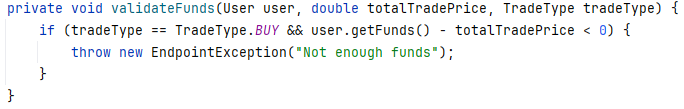 private void validateFunds(User user, double totalTradePrice, TradeType tradeType) {
    if (tradeType == TradeType.BUY && user.getFunds() - totalTradePrice < 0) {
        throw new EndpointException("Not enough funds");
    }
}